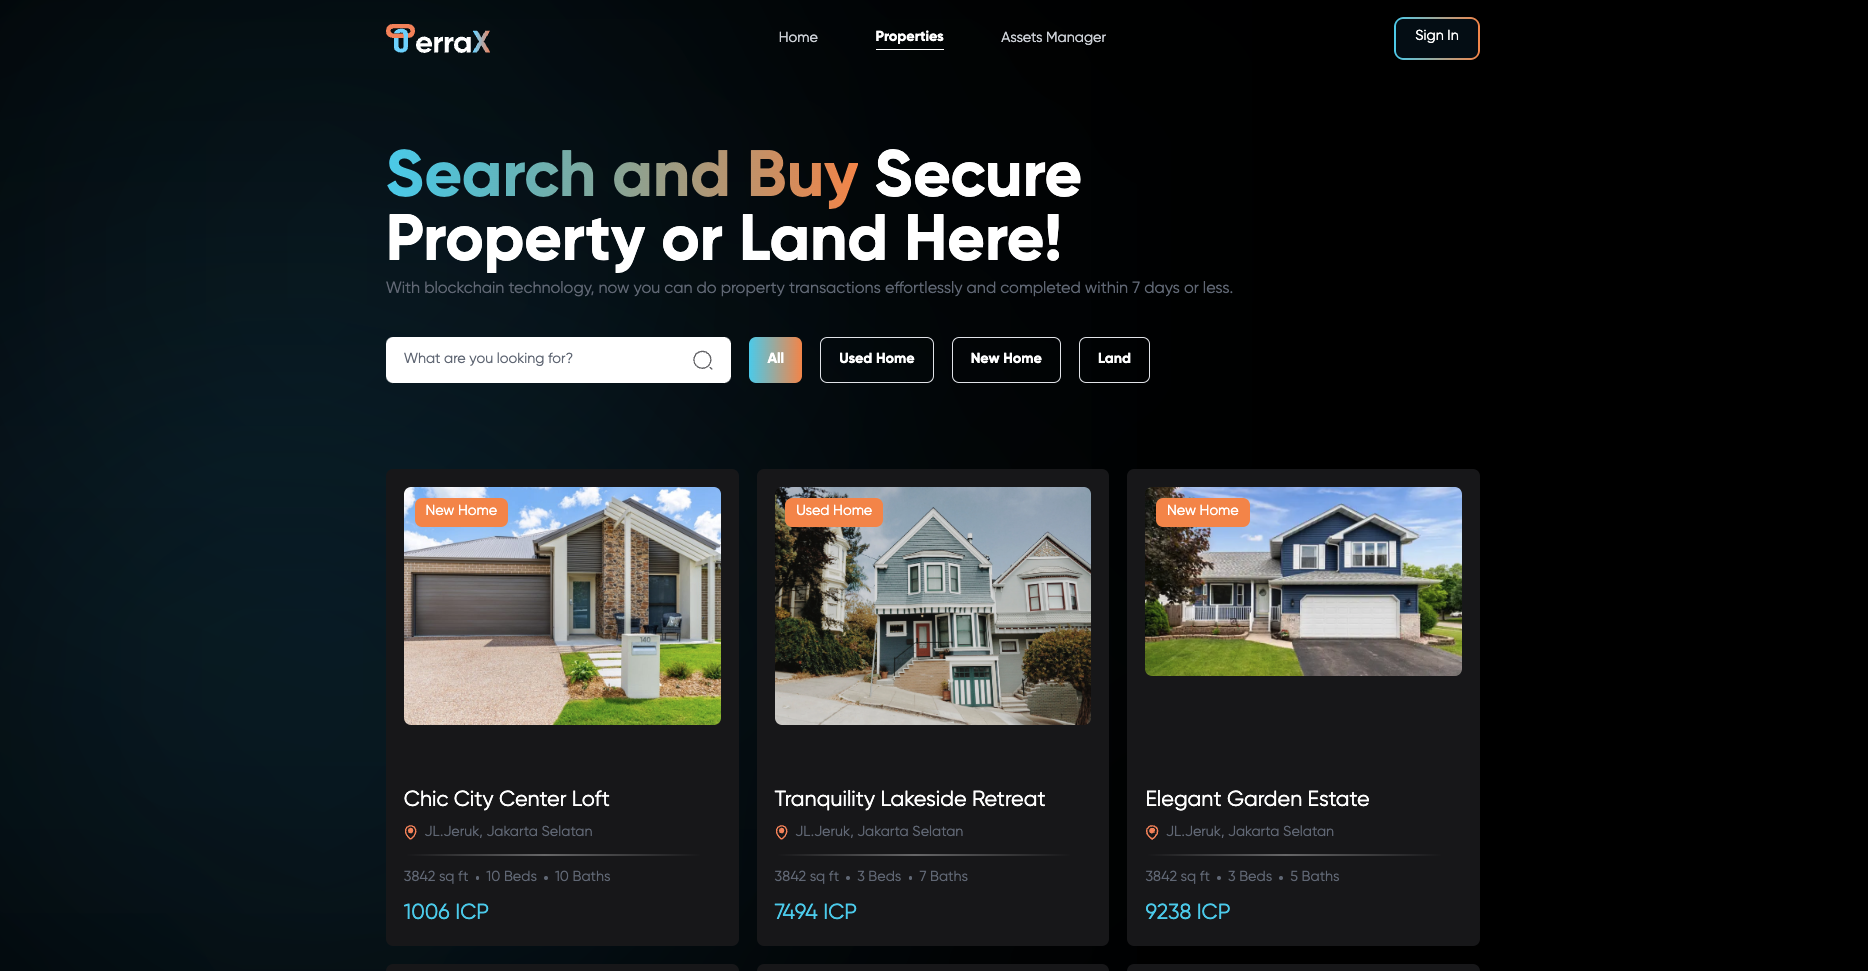 TerraX
Home
Properties
Assets Manager
Sign In
Search and Buy Secure
Property or Land Here!
With blockchain technology, now you can do property transactions effortlessly and completed within 7 days or less.
What are you looking for?
All
Used Home
New Home
Land
New Home
140
Chic City Center Loft
JL.Jeruk, Jakarta Selatan
3842 sq ft • 10 Beds • 10 Baths
1006 ICP
Used Home
Tranquility Lakeside Retreat
JL.Jeruk, Jakarta Selatan
3842 sq ft • 3 Beds • 7 Baths
7494 ICP
New Home
Elegant Garden Estate
JL.Jeruk, Jakarta Selatan
3842 sq ft • 3 Beds • 5 Baths
9238 ICP